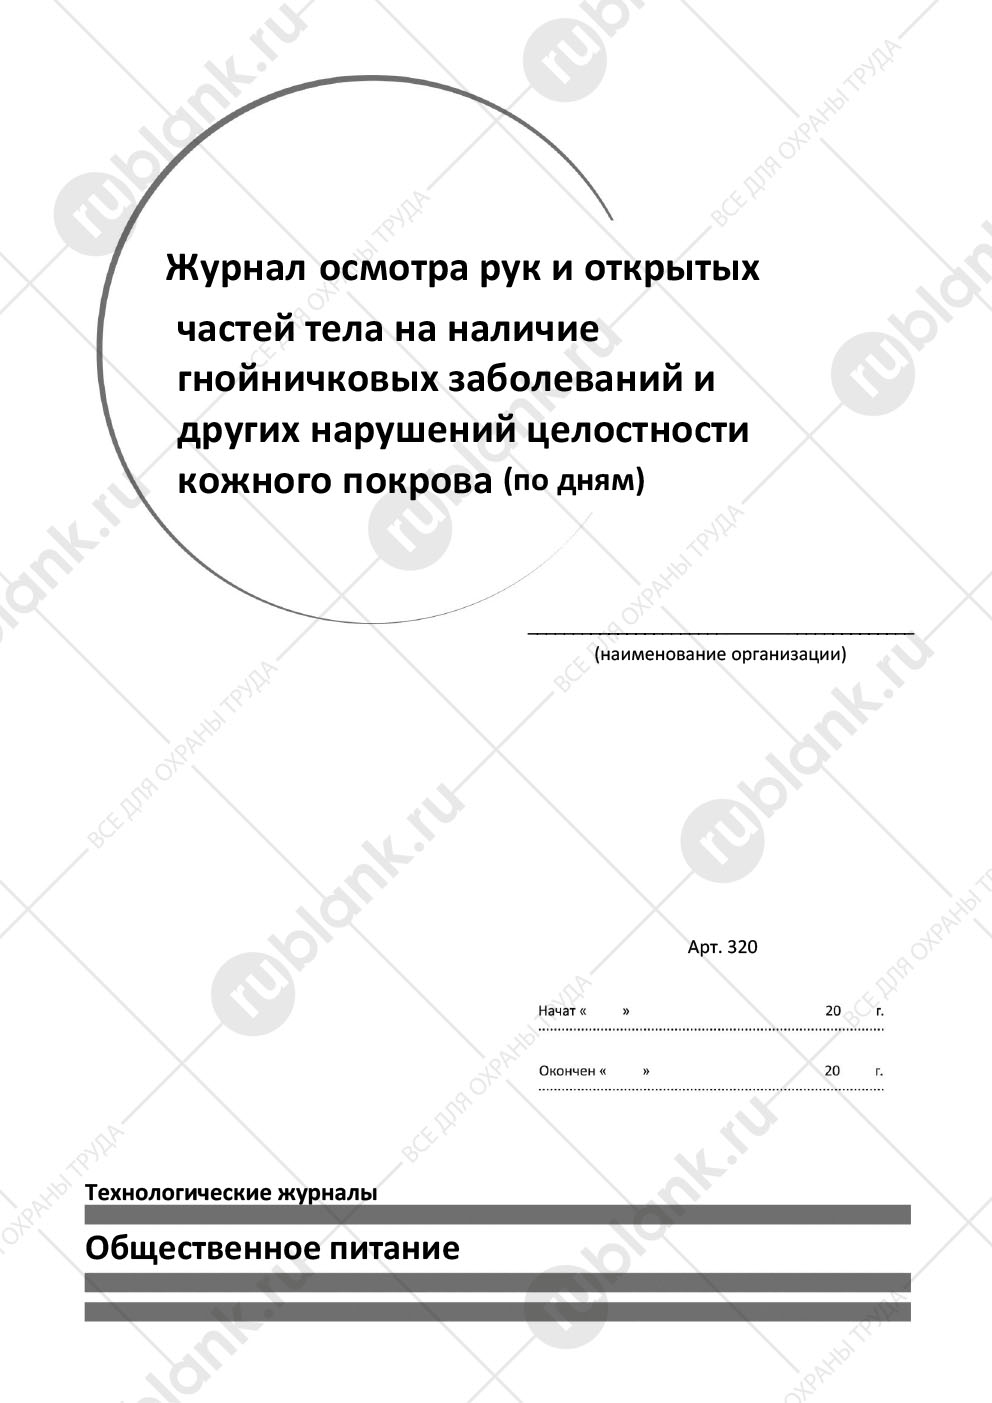 Журнал осмотра рук и открытых
частей тела на наличие
гнойничковых заболеваний и
других нарушений целостности
кожного покрова (по дням)
(наименование организации)
Арт. 320
Начат « » 20 г.
Окончен « » 20 г.
Технологические журналы
Общественное питание
rublank.ru
ВСЕ ДЛЯ ОХРАНЫ ТРУДА